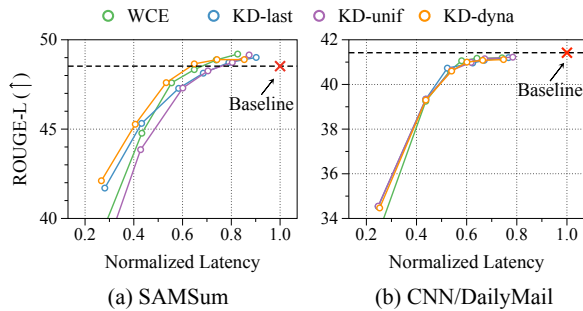 WCE KD-last KD-unif KD-dyna
ROUGE-L (↑)
50
45
40
Baseline
0.2 0.4 0.6 0.8 1.0
Normalized Latency
(a) SAMSum
42
40
38
36
34
Baseline
0.2 0.4 0.6 0.8 1.0
Normalized Latency
(b) CNN/DailyMail